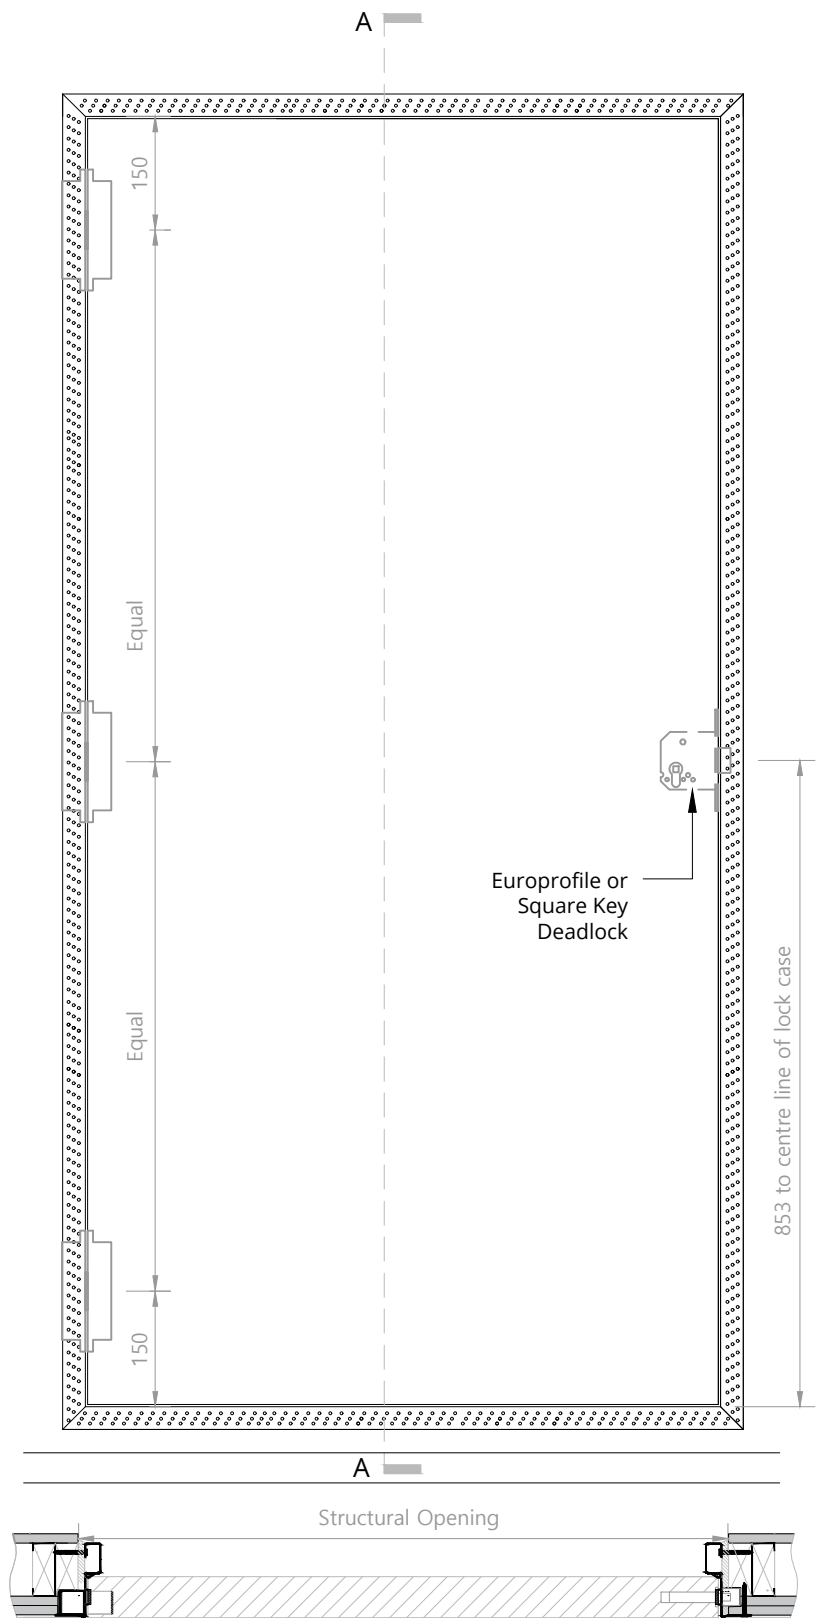 A
150
Equal
Europrofile or
Square Key
Deadlock
853 to centre line of lock case
Equal
150
A
Structural Opening